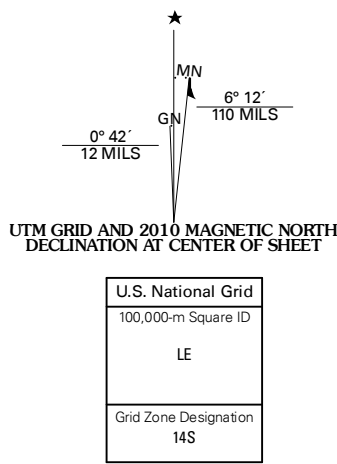 ★
MN
6° 12´
110 MILS
GN
0° 42´
12 MILS
UTM GRID AND 2010 MAGNETIC NORTH
DECLINATION AT CENTER OF SHEET
U.S. National Grid
100,000-m Square ID
LE
Grid Zone Designation
14S